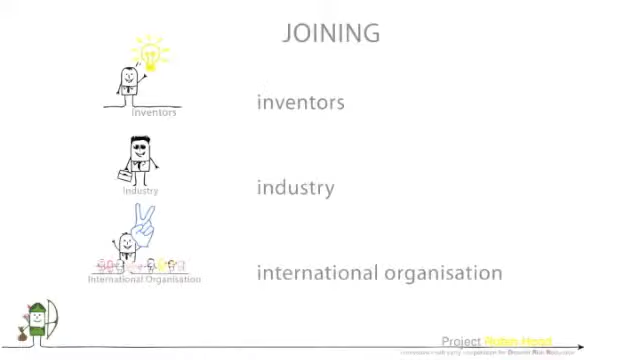 JOINING
Inventors
inventors
Industry
industry
International Organisation
international organisation
Project Robin Hood